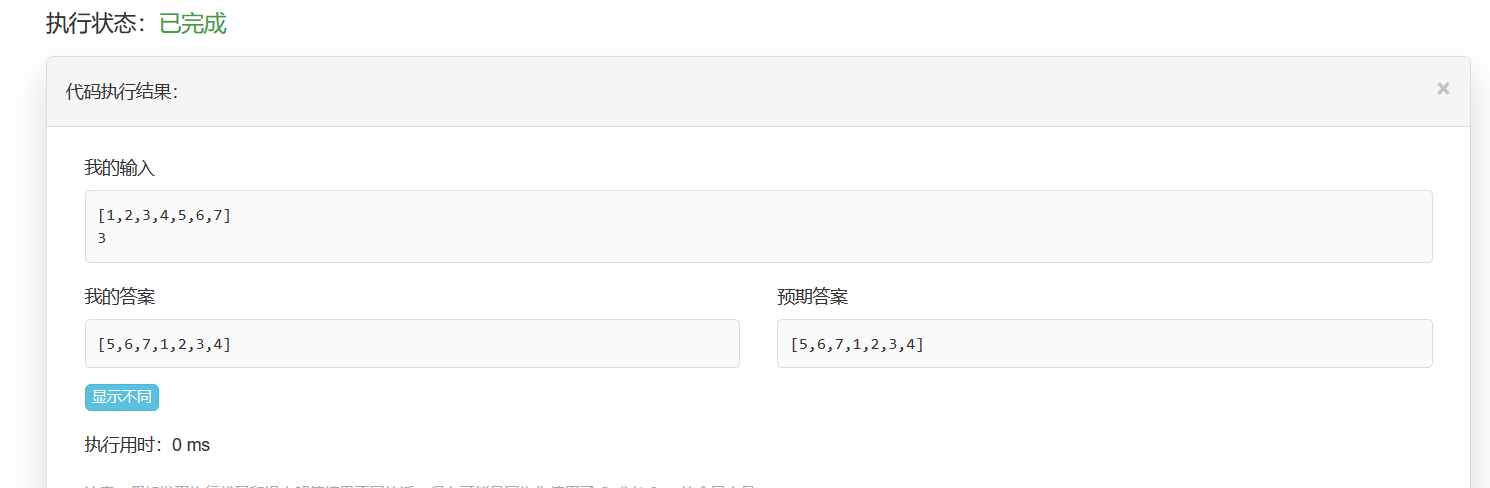 执行状态：已完成
代码执行结果：
×
我的输入
[1,2,3,4,5,6,7]
3
我的答案
预期答案
[5,6,7,1,2,3,4]
[5,6,7,1,2,3,4]
显示不同
执行用时：0 ms